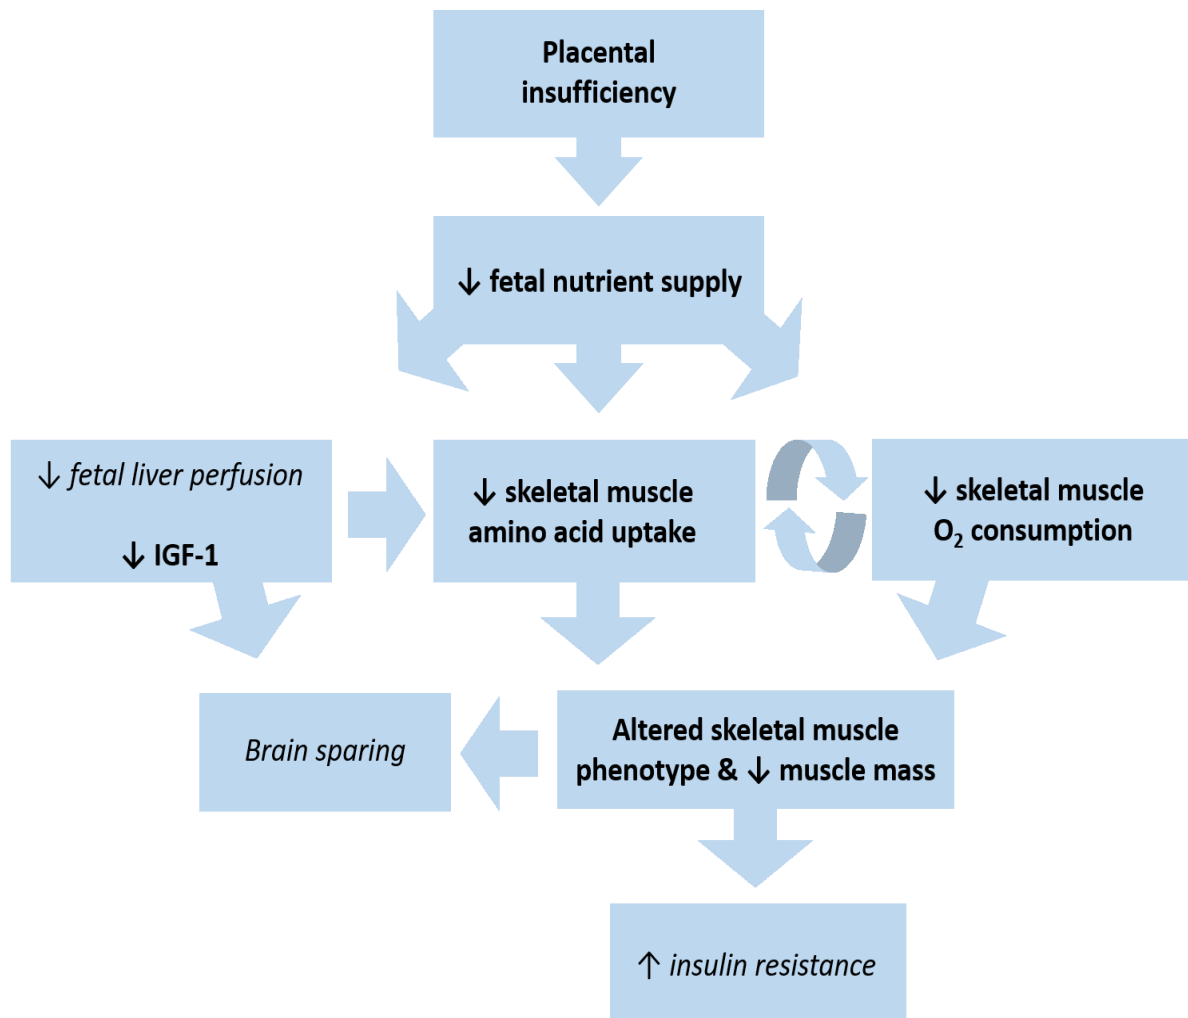 Placental
insufficiency
↓ fetal nutrient supply
↓ fetal liver perfusion
↓ IGF-1
↓ skeletal muscle
amino acid uptake
↓ skeletal muscle
O₂ consumption
Brain sparing
Altered skeletal muscle
phenotype & ↓ muscle mass
↑ insulin resistance